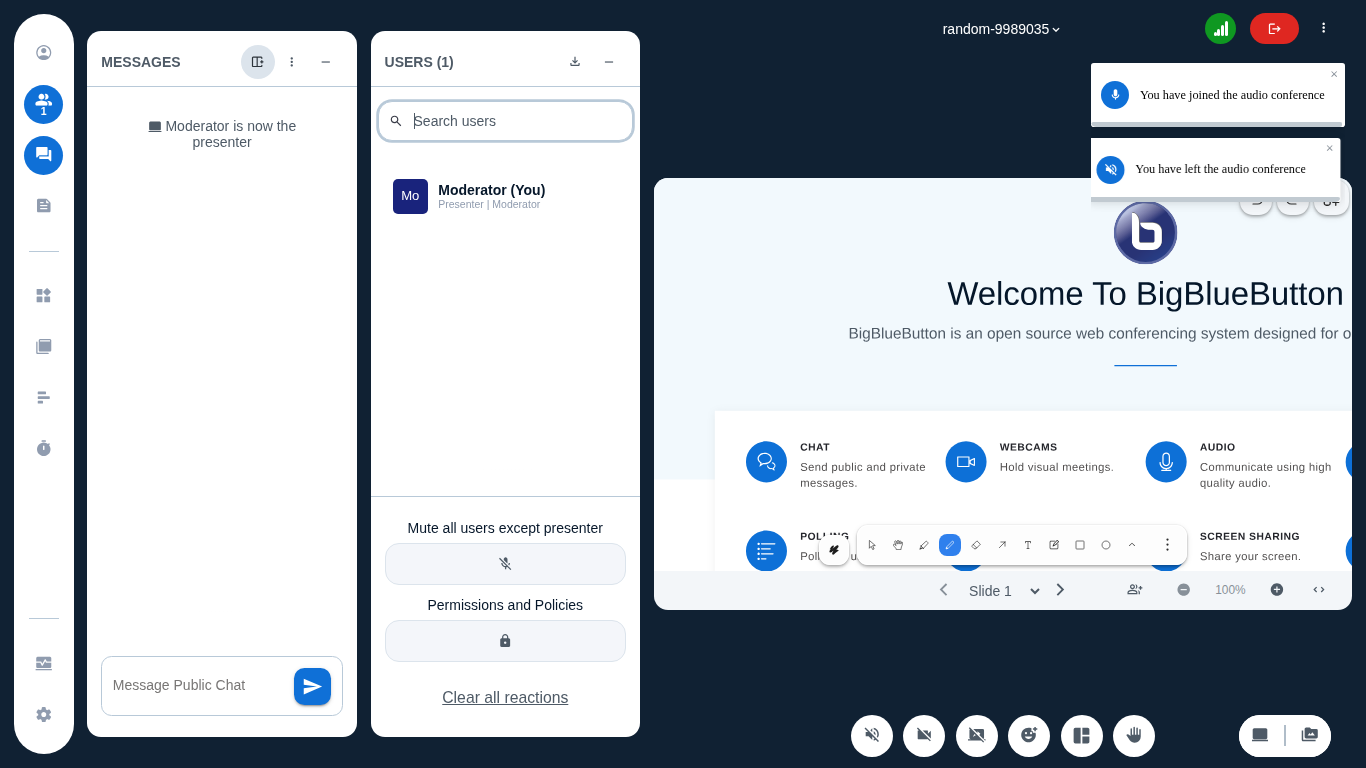 random-9989035
1
MESSAGES
Moderator is now the
presenter
Message Public Chat
USERS (1)
Search users
Mo
Moderator (You)
Presenter | Moderator
Mute all users except presenter
Permissions and Policies
Clear all reactions
You have joined the audio conference
You have left the audio conference
Welcome To BigBlueButton
BigBlueButton is an open source web conferencing system designed for o
CHAT
Send public and private
messages.
WEBCAMS
Hold visual meetings.
AUDIO
Communicate using high
quality audio.
POLLING
SCREEN SHARING
Share your screen.
Slide 1
100%